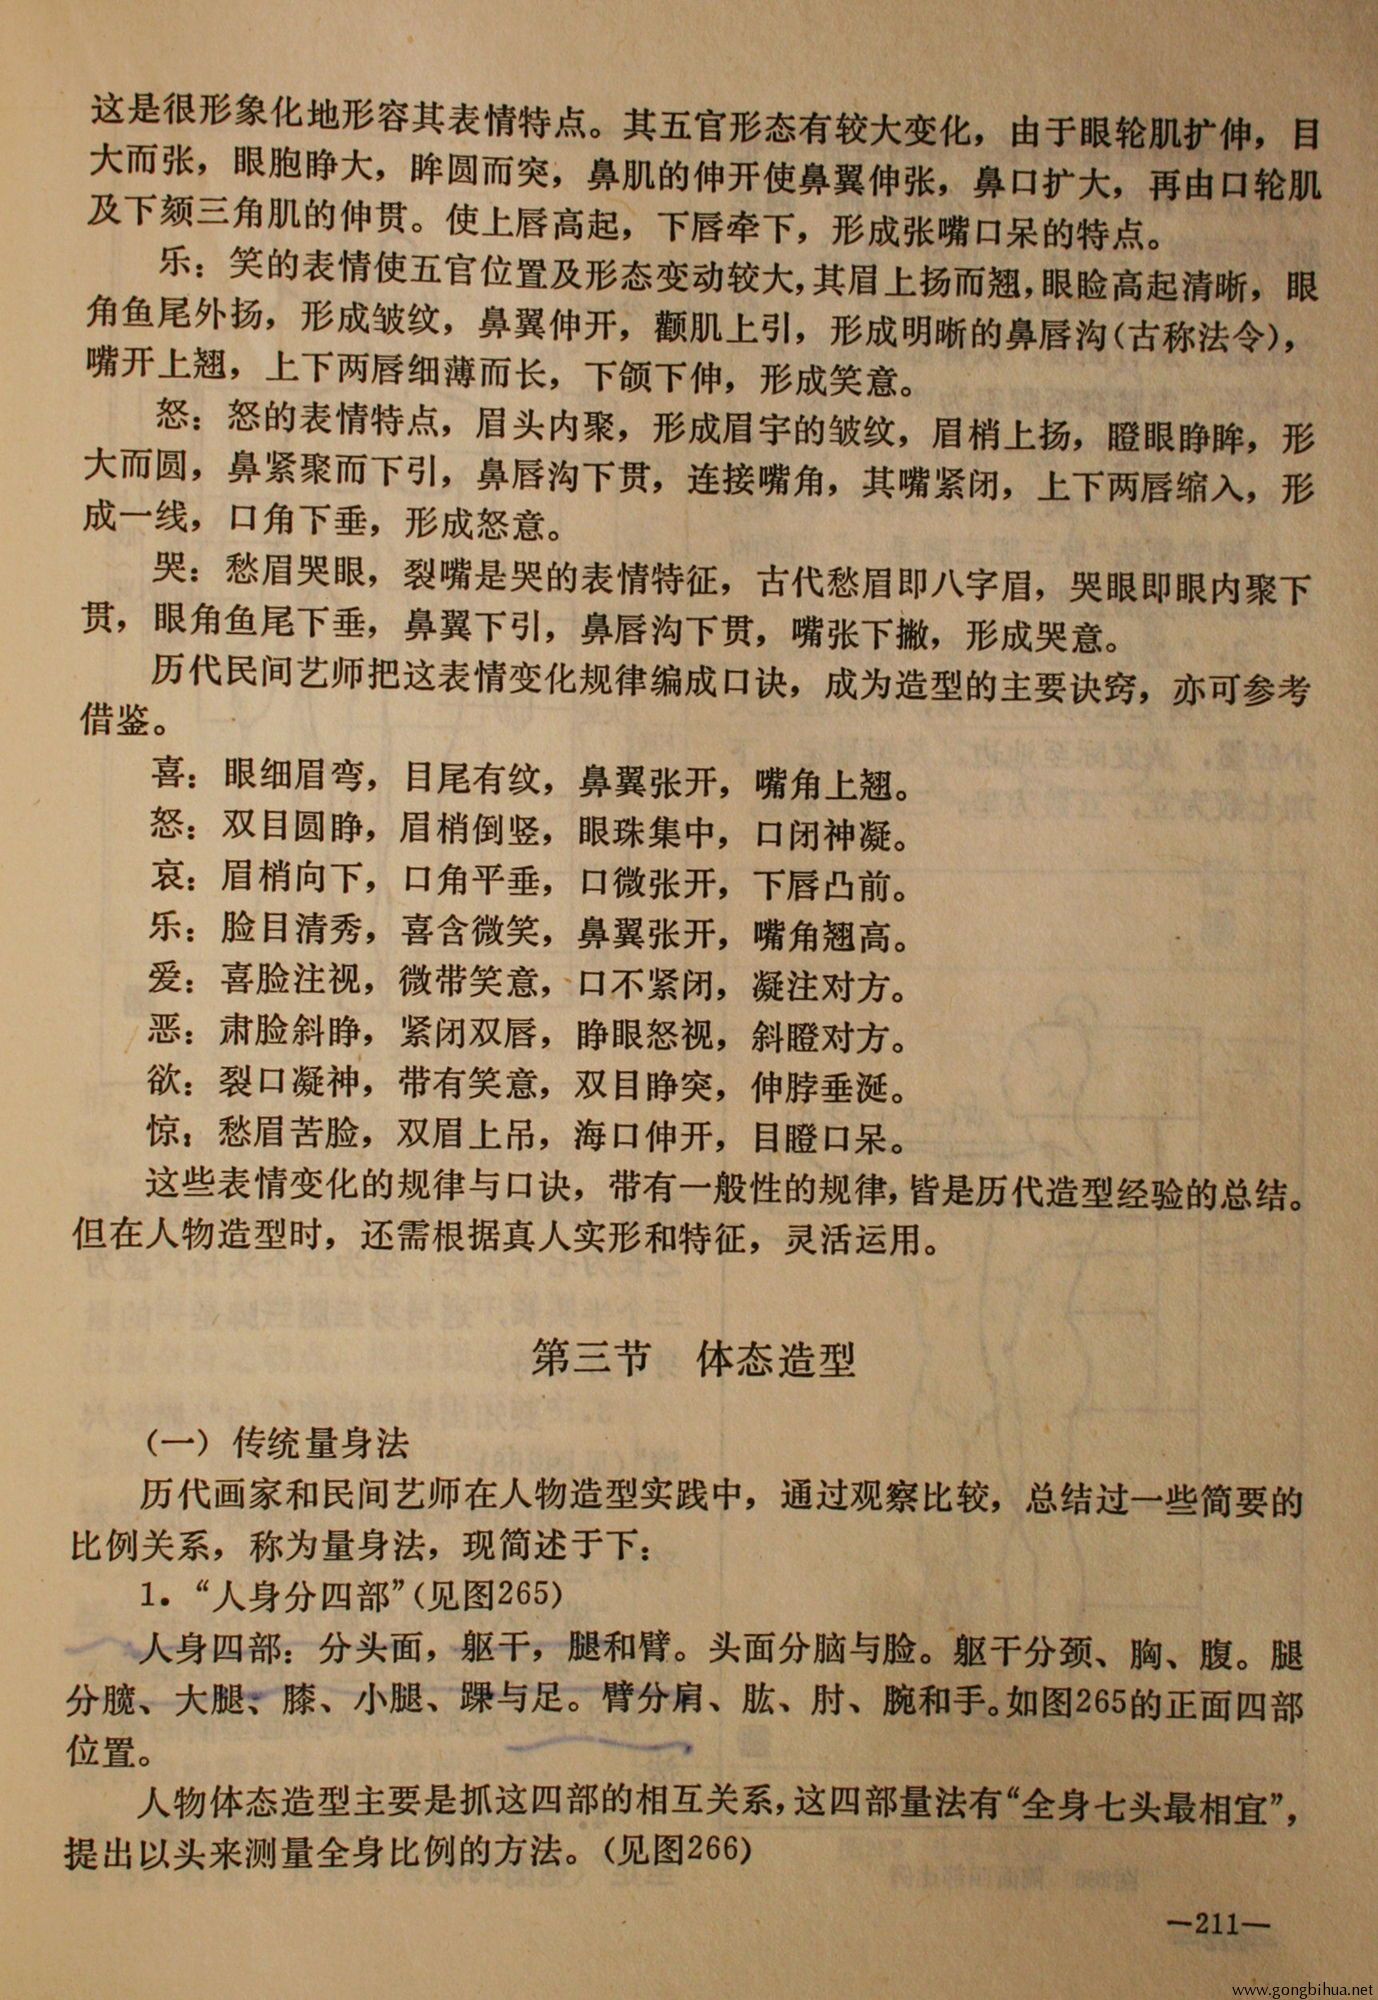 这是很形象化地形容其表情特点。其五官形态有较大变化，由于眼轮肌扩伸，目
大而张，眼胞睁大，眸圆而突，鼻肌的伸开使鼻翼伸张，鼻口扩大，再由口轮肌
及下颏三角肌的伸贯。使上唇高起，下唇牵下，形成张嘴口呆的特点。
乐：笑的表情使五官位置及形态变动较大，其眉上扬而翘，眼睑高起清晰，眼
角鱼尾外扬，形成皱纹，鼻翼伸开，颧肌上引，形成明晰的鼻唇沟（古称法令），
嘴开上翘，上下两唇细薄而长，下颌下伸，形成笑意。
怒：怒的表情特点，眉头内聚，形成眉宇的皱纹，眉梢上扬，瞪眼睁眸，形
大而圆，鼻紧聚而下引，鼻唇沟下贯，连接嘴角，其嘴紧闭，上下两唇缩入，形
成一线，口角下垂，形成怒意。
哭：愁眉哭眼，裂嘴是哭的表情特征，古代愁眉即八字眉，哭眼即眼内聚下
贯，眼角鱼尾下垂，鼻翼下引，鼻唇沟下贯，嘴张下撇，形成哭意。
历代民间艺师把这表情变化规律编成口诀，成为造型的主要诀窍，亦可参考
借鉴。
喜：眼细眉弯，目尾有纹，鼻翼张开，嘴角上翘。
怒：双目圆睁，眉梢倒竖，眼珠集中，口闭神凝。
哀：眉梢向下，口角平垂，口微张开，下唇凸前。
乐：脸目清秀，喜含微笑，鼻翼张开，嘴角翘高。
爱：喜脸注视，微带笑意，口不紧闭，凝注对方。
恶：肃脸斜睁，紧闭双唇，睁眼怒视，斜瞪对方。
欲：裂口凝神，带有笑意，双目睁突，伸脖垂涎。
惊：愁眉苦脸，双眉上吊，海口伸开，目瞪口呆。
这些表情变化的规律与口诀，带有一般性的规律，皆是历代造型经验的总结。
但在人物造型时，还需根据真人实形和特征，灵活运用。
第三节　体态造型
（一）传统量身法
历代画家和民间艺师在人物造型实践中，通过观察比较，总结过一些简要的
比例关系，称为量身法，现简述于下：
1．“人身分四部”（见图265）
人身四部：分头面，躯干，腿和臂。头面分脑与脸。躯干分颈、胸、腹。腿
分髋、大腿、膝、小腿、踝与足。臂分肩、肱、肘、腕和手。如图265的正面四部
位置。
人物体态造型主要是抓这四部的相互关系，这四部量法有“全身七头最相宜”，
提出以头来测量全身比例的方法。（见图266）
—211—
www.gongbihua.net